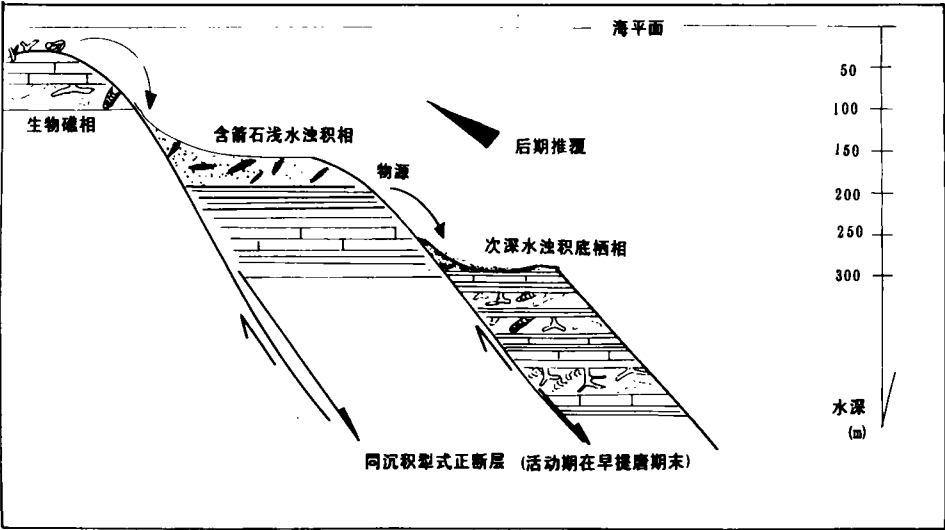 海平面
50
100
生物礁相
含箭石浅水浊积相
后期推覆
150
物源
200
250
次深水浊积底栖相
300
水深
(m)
同沉积型式正断层 (活动期在早提唐期末)